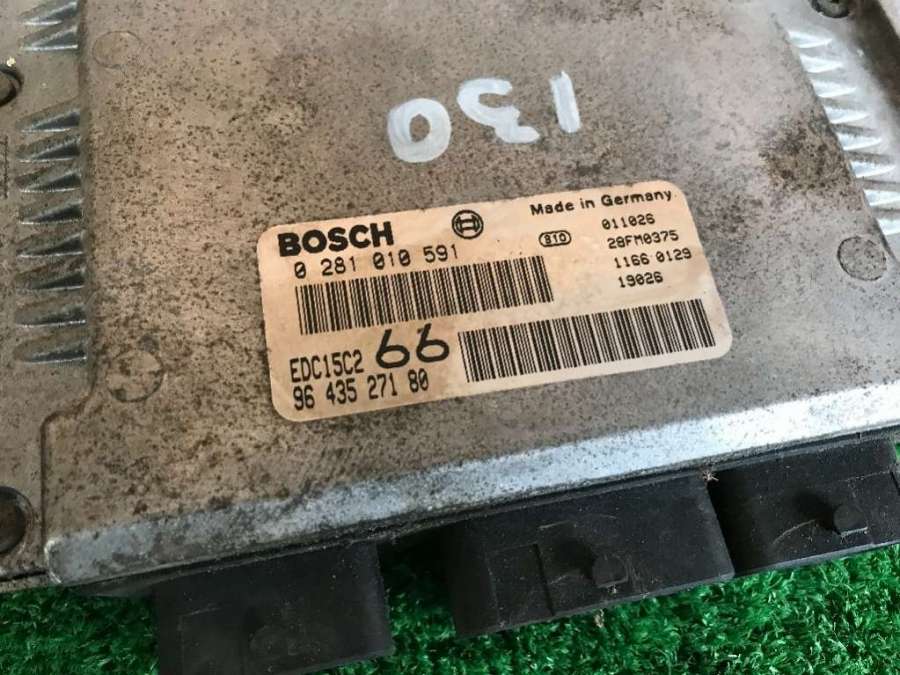 130
BOSCH
0 281 010 591
Made in Germany
310
011026
28FM0375
1166 0129
19026
EDC15C2 66
96 435 271 80